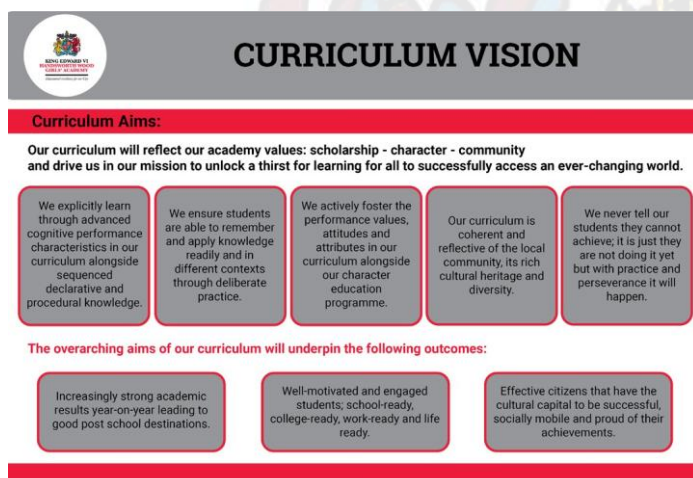 KING EDWARD VI
HANDSWORTH WOOD
GIRLS' ACADEMY
CURRICULUM VISION
Curriculum Aims:
Our curriculum will reflect our academy values: scholarship - character - community
and drive us in our mission to unlock a thirst for learning for all to successfully access an ever-changing world.
We explicitly learn
through advanced
cognitive performance
characteristics in our
curriculum alongside
sequenced
declarative and
procedural knowledge.
We ensure students
are able to remember
and apply knowledge
readily and in
different contexts
through deliberate
practice.
We actively foster the
performance values,
attitudes and
attributes in our
curriculum alongside
our character
education
programme.
Our curriculum is
coherent and
reflective of the local
community, its rich
cultural heritage and
diversity.
We never tell our
students they cannot
achieve; it is just they
are not doing it yet
but with practice and
perseverance it will
happen.
The overarching aims of our curriculum will underpin the following outcomes:
Increasingly strong academic
results year-on-year leading to
good post school destinations.
Well-motivated and engaged
students; school-ready,
college-ready, work-ready and life
ready.
Effective citizens that have the
cultural capital to be successful,
socially mobile and proud of their
achievements.